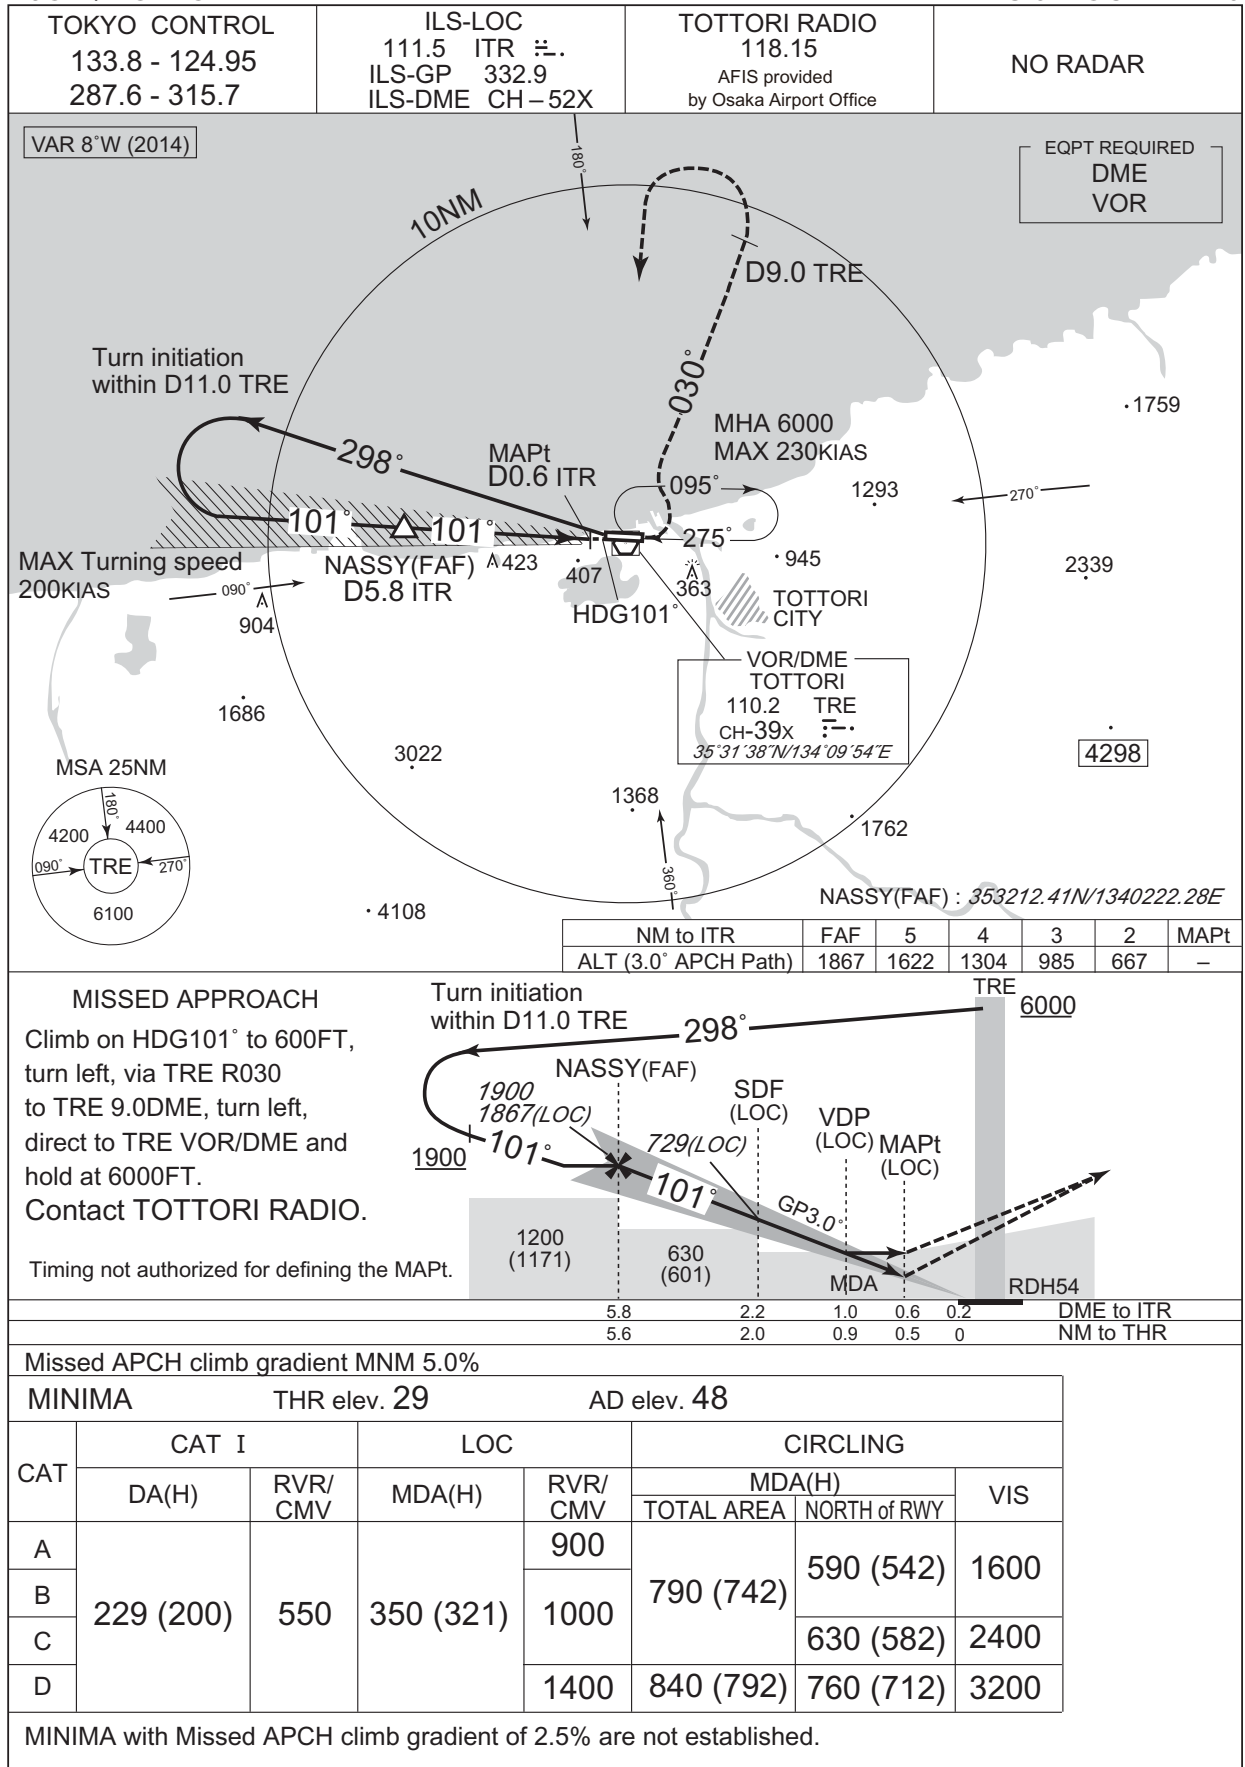 TOKYO CONTROL
133.8 - 124.95
287.6 - 315.7
ILS-LOC
111.5 ITR
ILS-GP 332.9
ILS-DME CH – 52X
TOTTORI RADIO
118.15
AFIS provided
by Osaka Airport Office
NO RADAR
VAR 8°W (2014)
EQPT REQUIRED
DME
VOR
180°
10NM
D9.0 TRE
Turn initiation
within D11.0 TRE
030°
1759
MHA 6000
MAX 230KIAS
298°
MAPt
D0.6 ITR
095°
1293
270°
101°
101°
275°
MAX Turning speed
200KIAS
NASSY(FAF)
D5.8 ITR
423
407
945
2339
090°
363
904
HDG101°
TOTTORI
CITY
VOR/DME
TOTTORI
110.2 TRE
CH-39X
35°31´38˝N/134°09´54˝E
1686
3022
4298
MSA 25NM
180°
4200
4400
090°
TRE
270°
6100
1368
1762
360°
4108
NASSY(FAF) : 353212.41N/1340222.28E
NM to ITR FAF 5 4 3 2 MAPt
ALT (3.0° APCH Path) 1867 1622 1304 985 667 –
MISSED APPROACH
Climb on HDG101° to 600FT,
turn left, via TRE R030
to TRE 9.0DME, turn left,
direct to TRE VOR/DME and
hold at 6000FT.
Contact TOTTORI RADIO.
Timing not authorized for defining the MAPt.
Turn initiation
within D11.0 TRE
TRE
6000
298°
NASSY(FAF)
1900
1867(LOC)
SDF
(LOC)
VDP
(LOC)
MAPt
(LOC)
729(LOC)
1900
101°
101°
GP3.0°
1200
(1171)
630
(601)
MDA
RDH54
5.8 2.2 1.0 0.6 0.2 DME to ITR
5.6 2.0 0.9 0.5 0 NM to THR
Missed APCH climb gradient MNM 5.0%
MINIMA THR elev. 29 AD elev. 48
CAT
CAT I
LOC
CIRCLING
DA(H)
RVR/
CMV
MDA(H)
RVR/
CMV
MDA(H)
TOTAL AREA
NORTH of RWY
VIS
A
B
C
D
229 (200)
550
350 (321)
900
1000
1400
790 (742)
840 (792)
590 (542)
630 (582)
760 (712)
1600
2400
3200
MINIMA with Missed APCH climb gradient of 2.5% are not established.